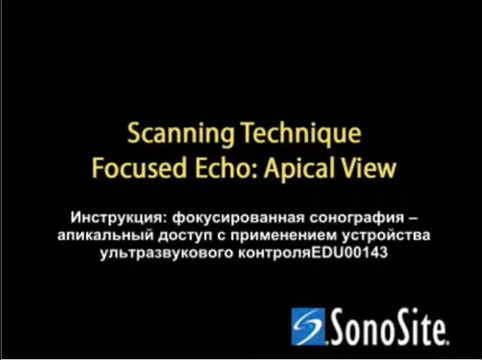 Scanning Technique
Focused Echo: Apical View
Инструкция: фокусированная сонография –
апикальный доступ с применением устройства
ультразвукового контроляEDU00143
SonoSite.